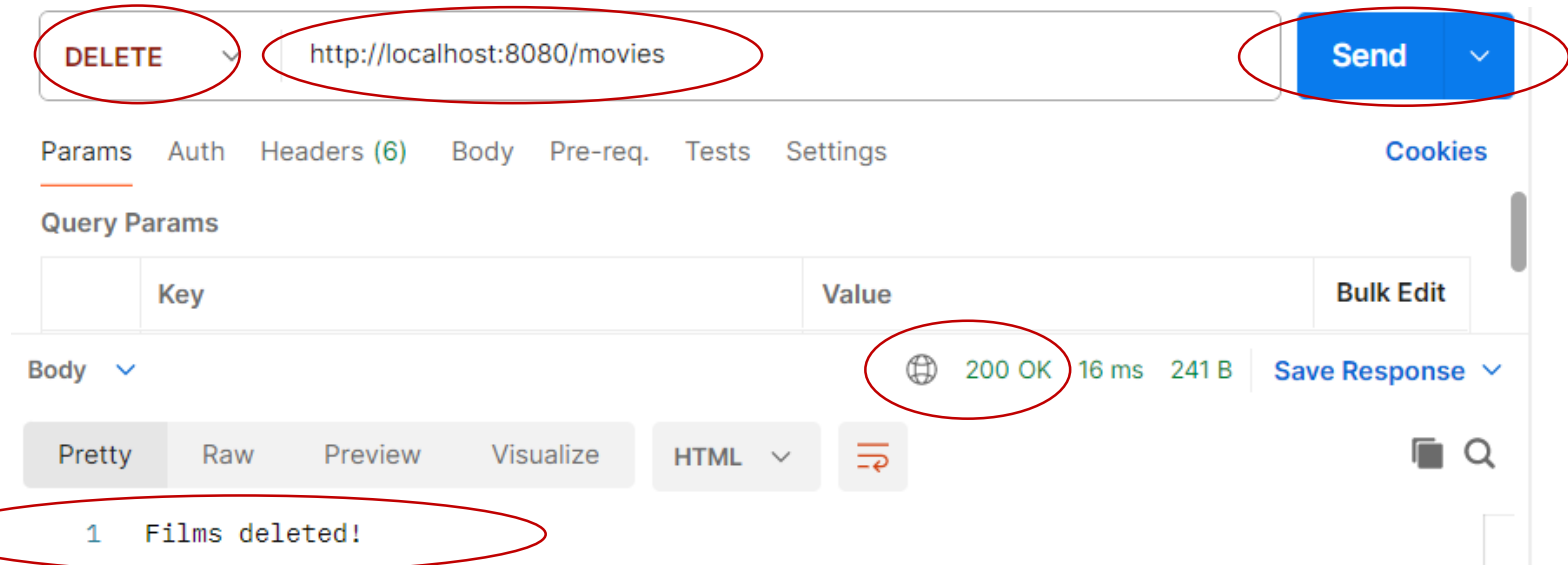 DELETE http://localhost:8080/movies Send
Params Auth Headers (6) Body Pre-req. Tests Settings Cookies
Query Params
Key Value Bulk Edit
Body 200 OK 16 ms 241 B Save Response
Pretty Raw Preview Visualize HTML
1 Films deleted!